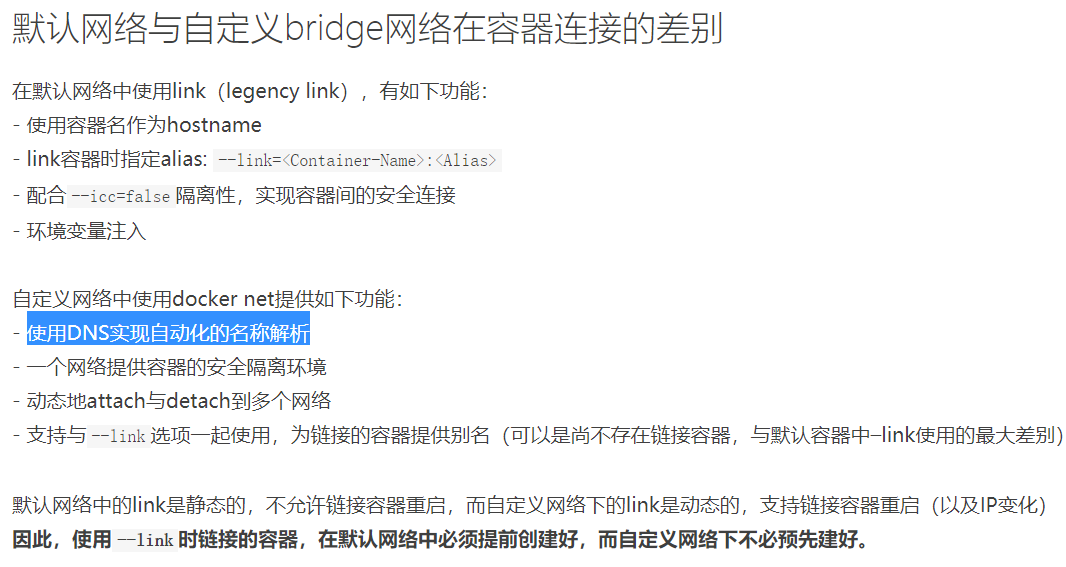 默认网络与自定义bridge网络在容器连接的差别
在默认网络中使用link（legency link），有如下功能：
- 使用容器名作为hostname
- link容器时指定alias: --link=<Container-Name>:<Alias>
- 配合 --icc=false 隔离性，实现容器间的安全连接
- 环境变量注入
自定义网络中使用docker net提供如下功能：
- 使用DNS实现自动化的名称解析
- 一个网络提供容器的安全隔离环境
- 动态地attach与detach到多个网络
- 支持与 --link 选项一起使用，为链接的容器提供别名（可以是尚不存在链接容器，与默认容器中–link使用的最大差别）
默认网络中的link是静态的，不允许链接容器重启，而自定义网络下的link是动态的，支持链接容器重启（以及IP变化）
因此，使用 --link 时链接的容器，在默认网络中必须提前创建好，而自定义网络下不必预先建好。